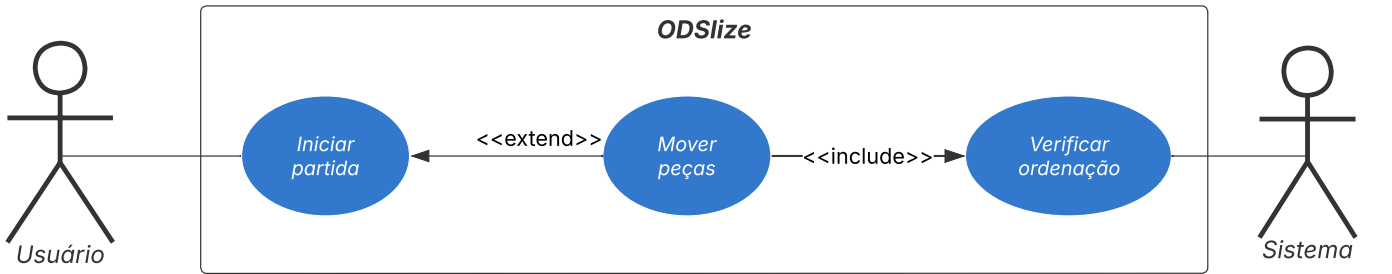 ODSlize
Iniciar
partida
<<extend>>
Mover
peças
<<include>>
Verificar
ordenação
Usuário
Sistema